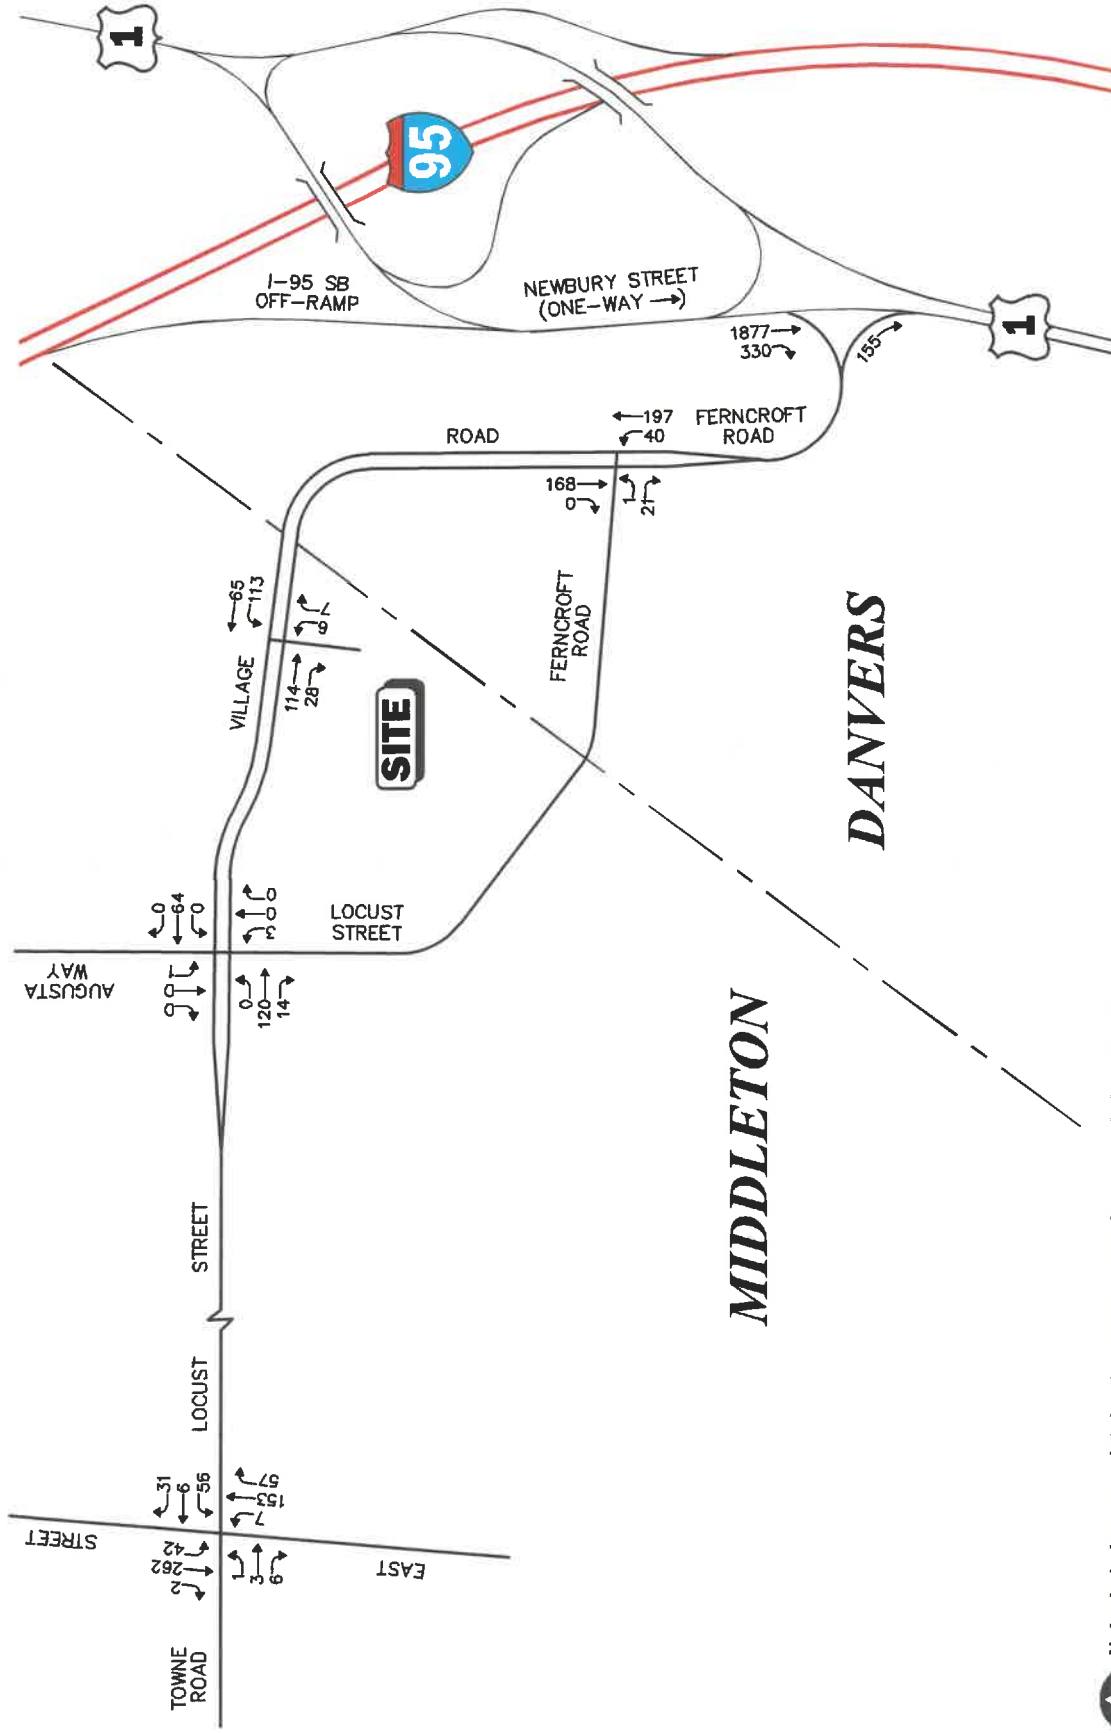 1
95
I-95 SB
OFF-RAMP
NEWBURY STREET
(ONE-WAY →)
1877
330
155
1
ROAD
FERNCROFT
ROAD
197
40
168
0
1
21
65
113
7
6
VILLAGE
114
28
SITE
FERNCROFT
ROAD
DANVERS
0
64
0
0
0
3
LOCUST
STREET
AUGUSTA
WAY
1
0
0
0
120
14
MIDDLETON
STREET
LOCUST
31
6
56
57
153
7
STREET
42
262
2
1
3
6
EAST
TOWNE
ROAD